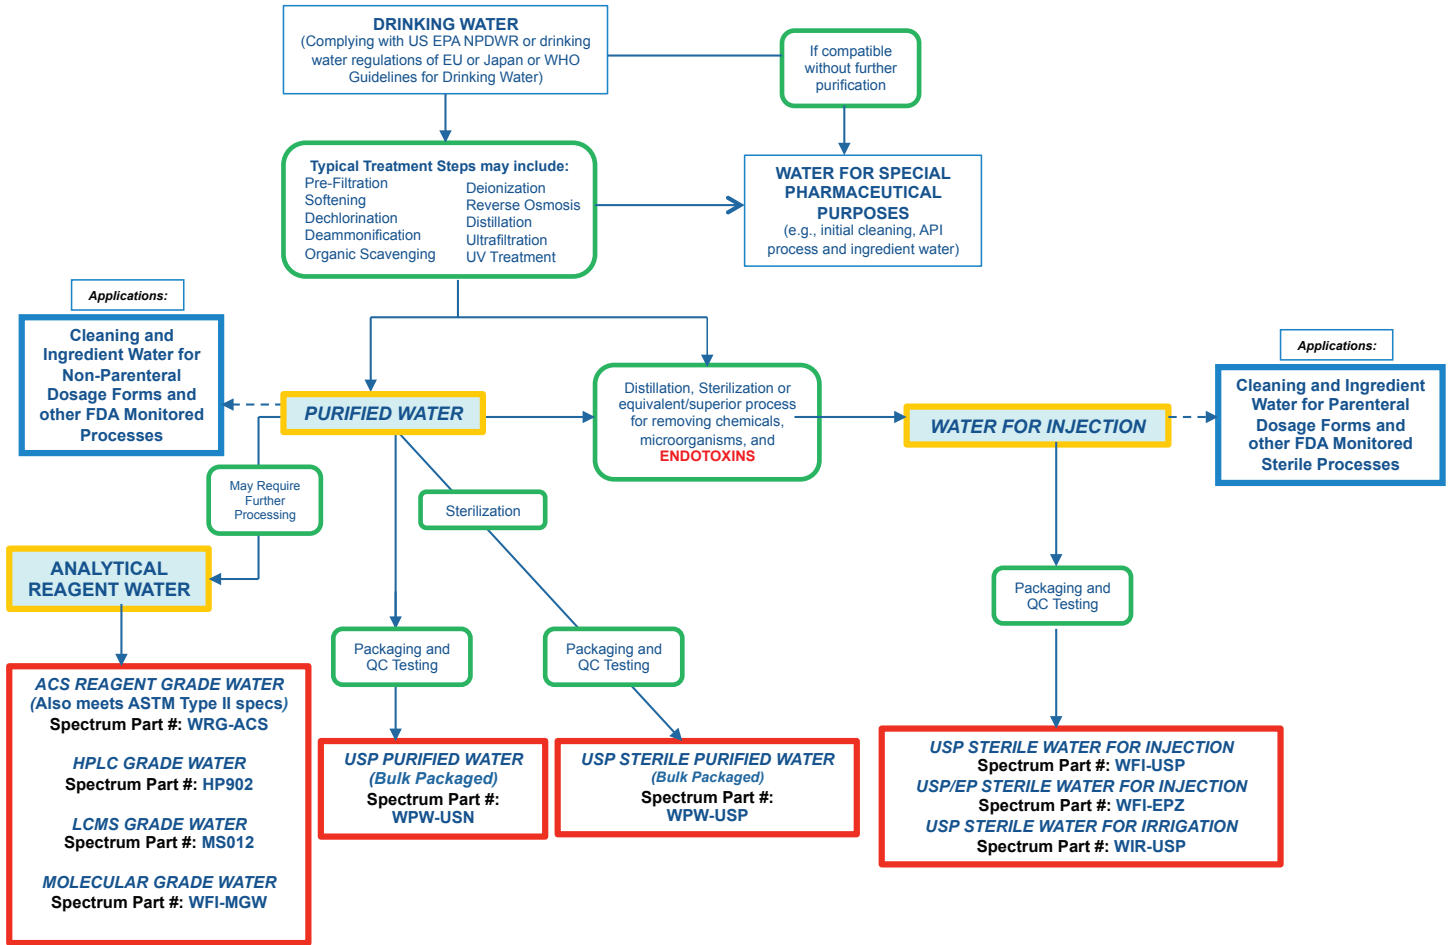 DRINKING WATER
(Complying with US EPA NPDWR or drinking
water regulations of EU or Japan or WHO
Guidelines for Drinking Water)
If compatible
without further
purification
Typical Treatment Steps may include:
Pre-Filtration
Softening
Dechlorination
Deammonification
Organic Scavenging
Deionization
Reverse Osmosis
Distillation
Ultrafiltration
UV Treatment
WATER FOR SPECIAL
PHARMACEUTICAL
PURPOSES
(e.g., initial cleaning, API
process and ingredient water)
Applications:
Cleaning and
Ingredient Water for
Non-Parenteral
Dosage Forms and
other FDA Monitored
Processes
PURIFIED WATER
Distillation, Sterilization or
equivalent/superior process
for removing chemicals,
microorganisms, and
ENDOTOXINS
WATER FOR INJECTION
Applications:
Cleaning and Ingredient
Water for Parenteral
Dosage Forms and
other FDA Monitored
Sterile Processes
May Require
Further
Processing
Sterilization
ANALYTICAL
REAGENT WATER
Packaging and
QC Testing
Packaging and
QC Testing
Packaging and
QC Testing
ACS REAGENT GRADE WATER
(Also meets ASTM Type II specs)
Spectrum Part #: WRG-ACS
HPLC GRADE WATER
Spectrum Part #: HP902
LCMS GRADE WATER
Spectrum Part #: MS012
MOLECULAR GRADE WATER
Spectrum Part #: WFI-MGW
USP PURIFIED WATER
(Bulk Packaged)
Spectrum Part #:
WPW-USN
USP STERILE PURIFIED WATER
(Bulk Packaged)
Spectrum Part #:
WPW-USP
USP STERILE WATER FOR INJECTION
Spectrum Part #: WFI-USP
USP/EP STERILE WATER FOR INJECTION
Spectrum Part #: WFI-EPZ
USP STERILE WATER FOR IRRIGATION
Spectrum Part #: WIR-USP